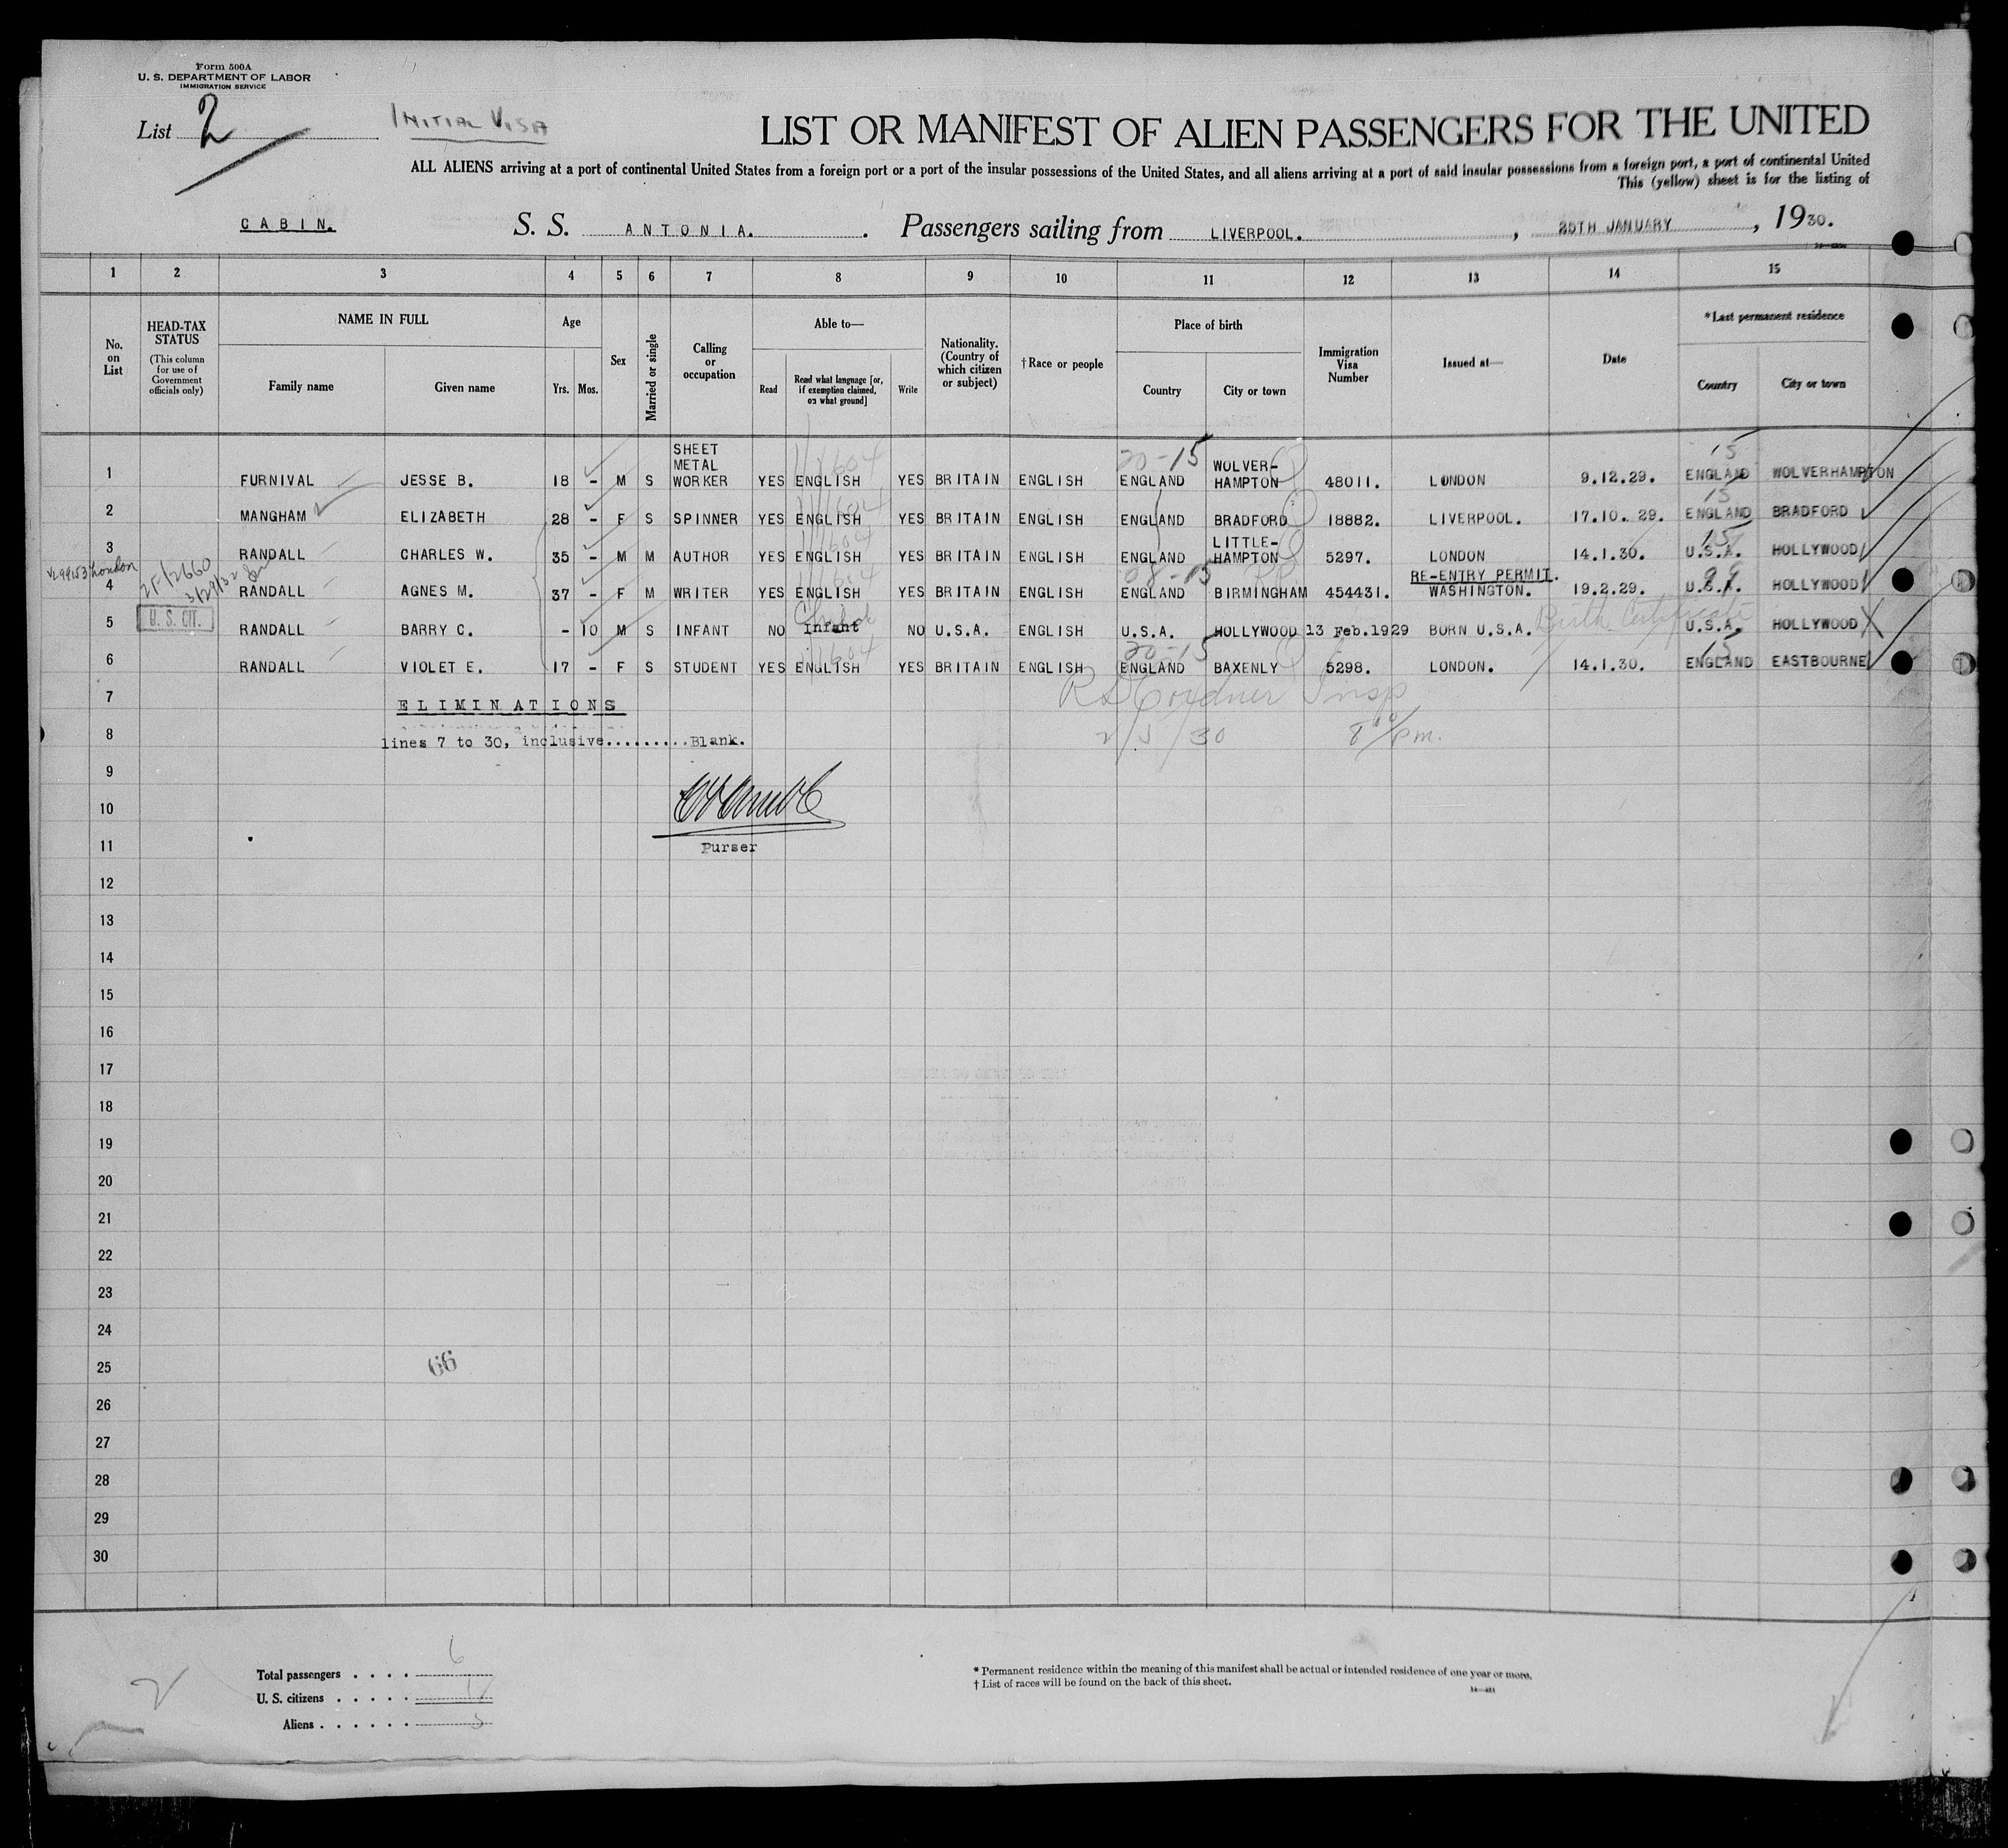 Form 500A
U. S. DEPARTMENT OF LABOR
IMMIGRATION SERVICE
List 2
INITIAL VISA
LIST OR MANIFEST OF ALIEN PASSENGERS FOR THE UNITED
ALL ALIENS arriving at a port of continental United States from a foreign port or a port of the insular possessions of the United States, and all aliens arriving at a port of said insular possessions from a foreign port, a port of continental United
This (yellow) sheet is for the listing of
CABIN. S. S. ANTONIA. Passengers sailing from LIVERPOOL. , 25TH JANUARY , 1930.
1 2 3 4 5 6 7 8 9 10 11 12 13 14 15
No. on List
HEAD-TAX STATUS
(This column for use of Government officials only)
NAME IN FULL
Family name Given name
Age
Yrs. Mos.
Sex
Married or single
Calling or occupation
Able to—
Read Read what language [or, if exemption claimed, on what ground] Write
Nationality. (Country of which citizen or subject)
†Race or people
Place of birth
Country City or town
Immigration Visa Number
Issued at—
Date
*Last permanent residence
Country City or town
1 FURNIVAL JESSE B. 18 - M S SHEET METAL WORKER YES ENGLISH YES BRITAIN ENGLISH ENGLAND WOLVER-HAMPTON 48011. LONDON 9.12.29. ENGLAND WOLVERHAMPTON
2 MANGHAM ELIZABETH 28 - F S SPINNER YES ENGLISH YES BRITAIN ENGLISH ENGLAND BRADFORD 18882. LIVERPOOL. 17.10.29. ENGLAND BRADFORD
3 RANDALL CHARLES W. 35 - M M AUTHOR YES ENGLISH YES BRITAIN ENGLISH ENGLAND LITTLE-HAMPTON 5297. LONDON 14.1.30. U.S.A. HOLLYWOOD
4 RANDALL AGNES M. 37 - F M WRITER YES ENGLISH YES BRITAIN ENGLISH ENGLAND BIRMINGHAM 454431. RE-ENTRY PERMIT. WASHINGTON. 19.2.29. U.S.A. HOLLYWOOD
5 U. S. CIT. RANDALL BARRY C. - 10 M S INFANT NO Infant NO U.S.A. ENGLISH U.S.A. HOLLYWOOD 13 Feb.1929 BORN U.S.A. Birth Certificate U.S.A. HOLLYWOOD
6 RANDALL VIOLET E. 17 - F S STUDENT YES ENGLISH YES BRITAIN ENGLISH ENGLAND BAXENLY 5298. LONDON. 14.1.30. ENGLAND EASTBOURNE
7 ELIMINATIONS
8 lines 7 to 30, inclusive..........Blank.
9
10
11 Purser
12
13
14
15
16
17
18
19
20
21
22
23
24
25 66
26
27
28
29
30
Total passengers . . . . 6
U. S. citizens . . . . .
Aliens . . . . . . 5
* Permanent residence within the meaning of this manifest shall be actual or intended residence of one year or more.
† List of races will be found on the back of this sheet.